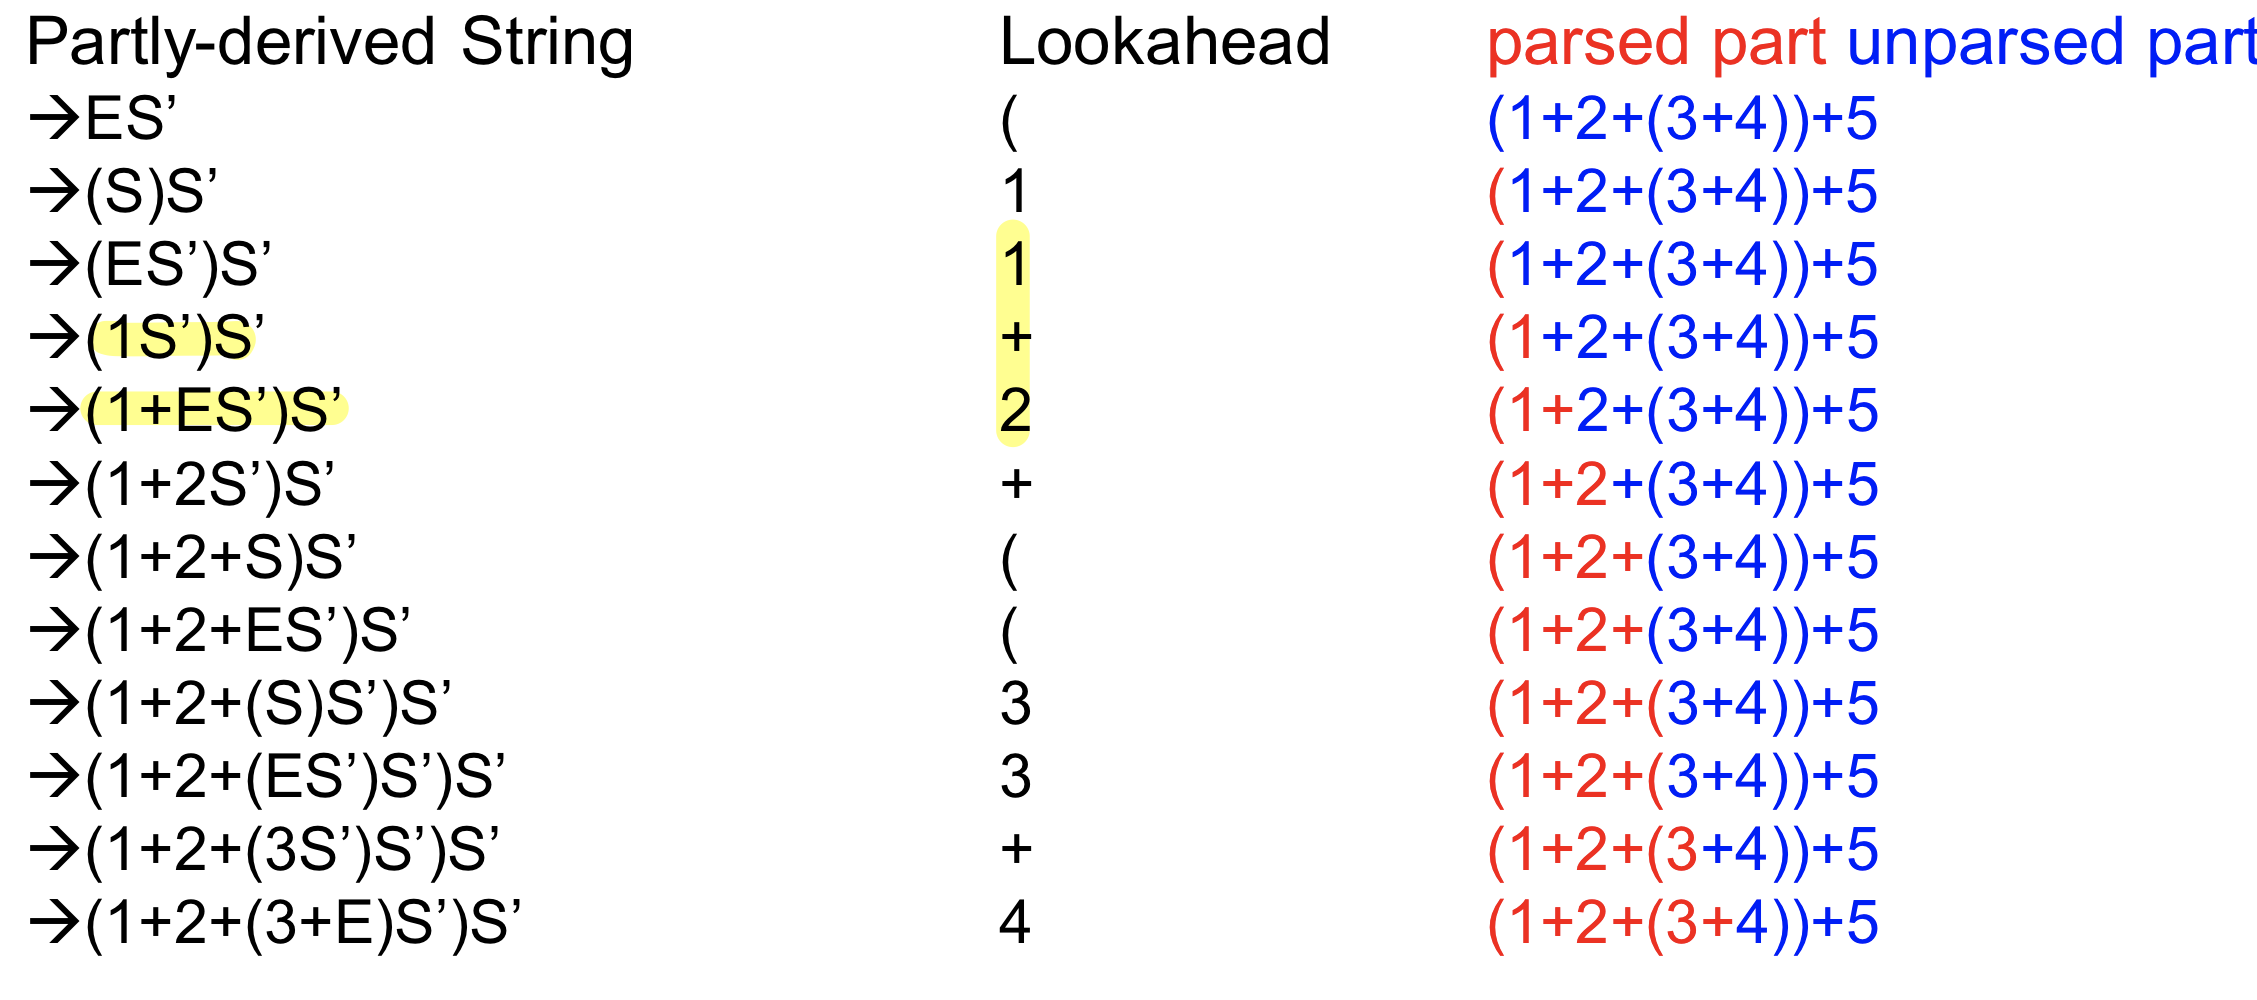 Partly-derived String Lookahead parsed part unparsed part
→ES’ ( (1+2+(3+4))+5
→(S)S’ 1 (1+2+(3+4))+5
→(ES’)S’ 1 (1+2+(3+4))+5
→(1S’)S’ + (1+2+(3+4))+5
→(1+ES’)S’ 2 (1+2+(3+4))+5
→(1+2S’)S’ + (1+2+(3+4))+5
→(1+2+S)S’ ( (1+2+(3+4))+5
→(1+2+ES’)S’ ( (1+2+(3+4))+5
→(1+2+(S)S’)S’ 3 (1+2+(3+4))+5
→(1+2+(ES’)S’)S’ 3 (1+2+(3+4))+5
→(1+2+(3S’)S’)S’ + (1+2+(3+4))+5
→(1+2+(3+E)S’)S’ 4 (1+2+(3+4))+5